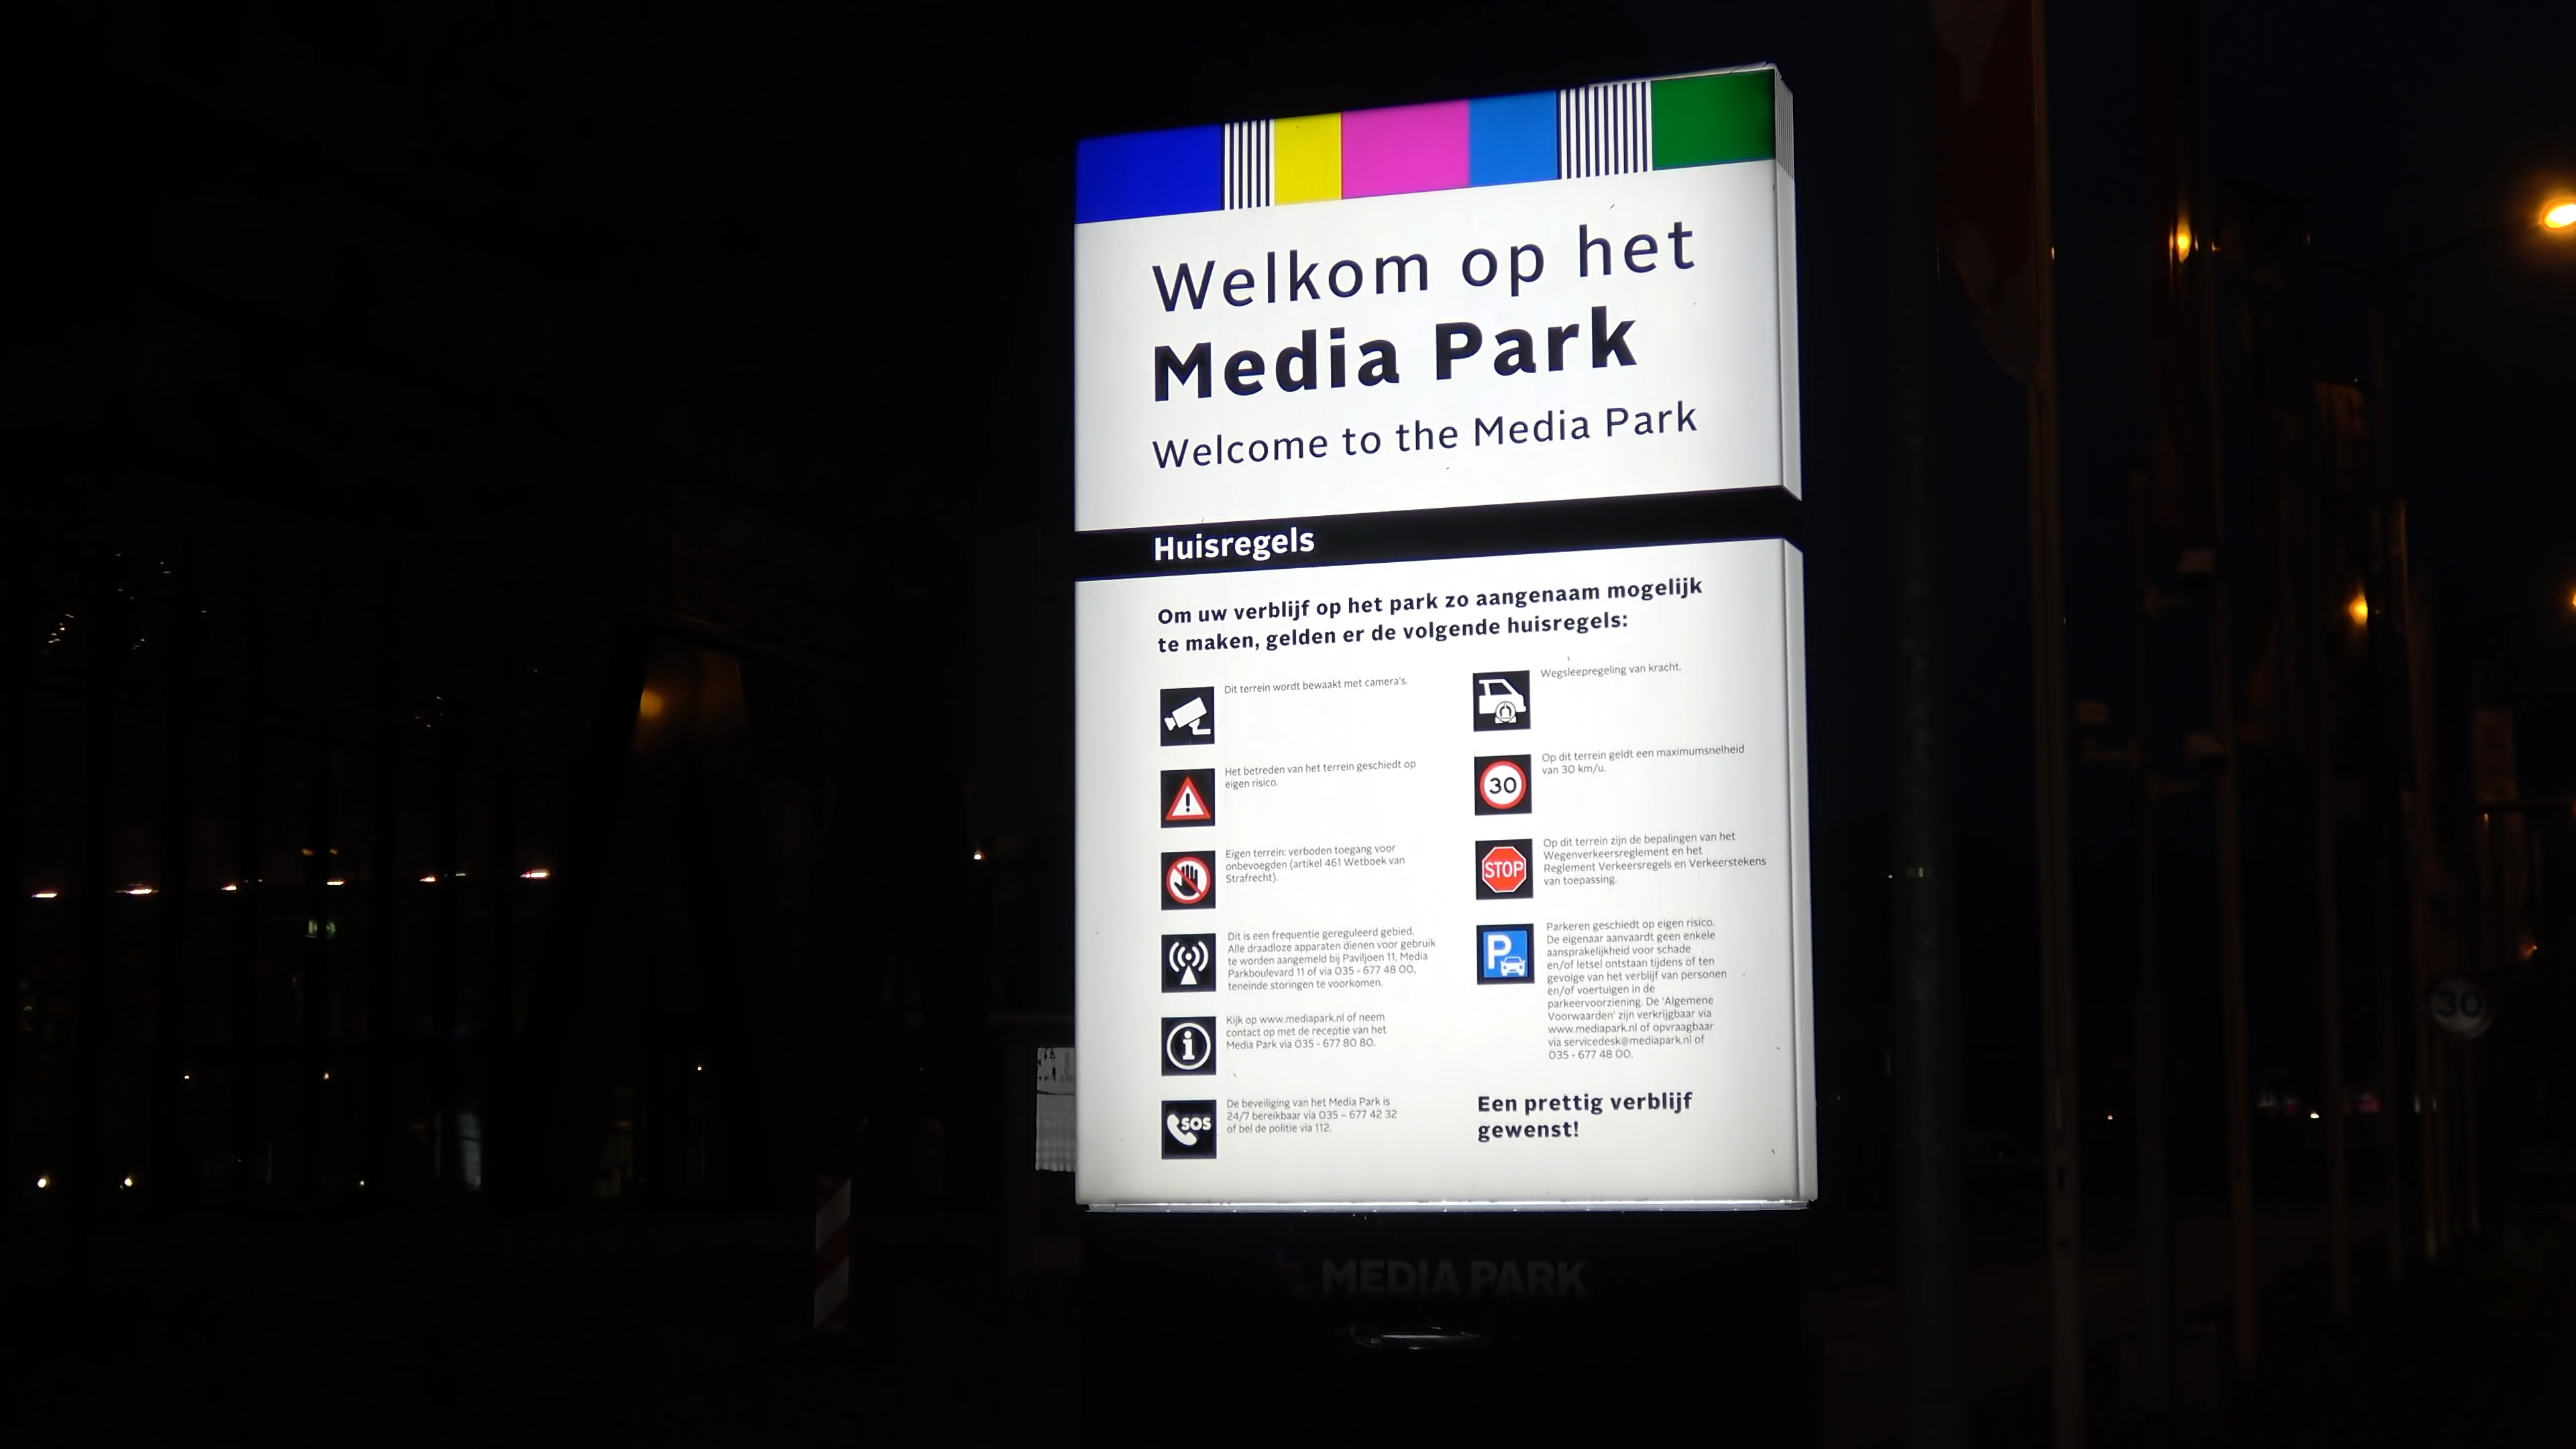 Welkom op het
Media Park
Welcome to the Media Park
Huisregels
Om uw verblijf op het park zo aangenaam mogelijk
te maken, gelden er de volgende huisregels:
Dit terrein wordt bewaakt met camera's.
Het betreden van het terrein geschiedt op
eigen risico.
Eigen terrein: verboden toegang voor
onbevoegden (artikel 461 Wetboek van
Strafrecht).
Dit is een frequentie gereguleerd gebied.
Alle draadloze apparaten dienen voor gebruik
te worden aangemeld bij Paviljoen 11, Media
Parkboulevard 11 of via 035 - 677 48 00,
teneinde storingen te voorkomen.
Kijk op www.mediapark.nl of neem
contact op met de receptie van het
Media Park via 035 - 677 80 80.
SOS
De beveiliging van het Media Park is
24/7 bereikbaar via 035 – 677 42 32
of bel de politie via 112.
Wegsleepregeling van kracht.
30
Op dit terrein geldt een maximumsnelheid
van 30 km/u.
STOP
Op dit terrein zijn de bepalingen van het
Wegenverkeersreglement en het
Reglement Verkeersregels en Verkeerstekens
van toepassing.
P
Parkeren geschiedt op eigen risico.
De eigenaar aanvaardt geen enkele
aansprakelijkheid voor schade
en/of letsel ontstaan tijdens of ten
gevolge van het verblijf van personen
en/of voertuigen in de
parkeervoorziening. De 'Algemene
Voorwaarden' zijn verkrijgbaar via
www.mediapark.nl of opvraagbaar
via servicedesk@mediapark.nl of
035 - 677 48 00.
Een prettig verblijf
gewenst!
MEDIA PARK
30